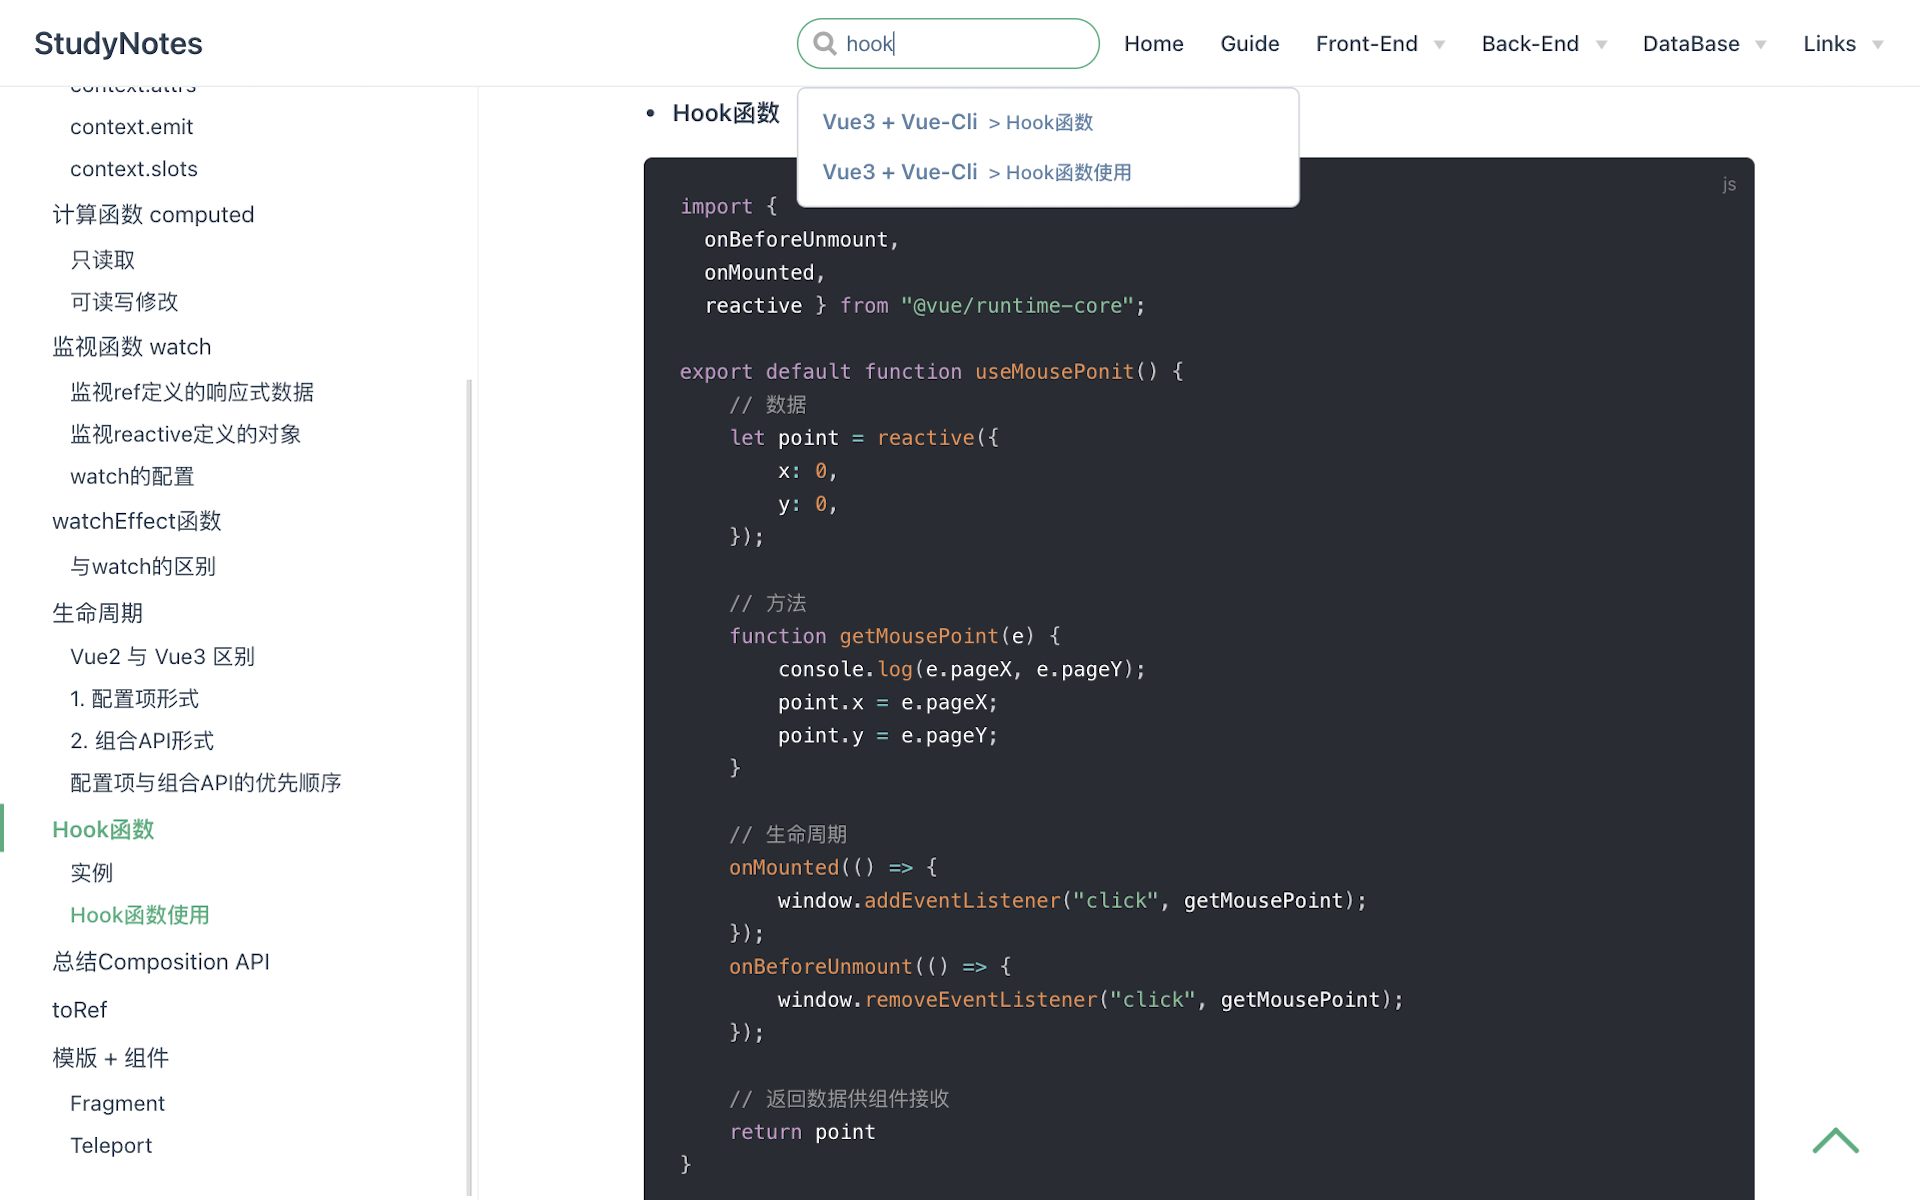 StudyNotes
hook
Home
Guide
Front-End
Back-End
DataBase
Links
context.attrs
context.emit
context.slots
计算函数 computed
只读取
可读写修改
监视函数 watch
监视ref定义的响应式数据
监视reactive定义的对象
watch的配置
watchEffect函数
与watch的区别
生命周期
Vue2 与 Vue3 区别
1. 配置项形式
2. 组合API形式
配置项与组合API的优先顺序
Hook函数
实例
Hook函数使用
总结Composition API
toRef
模版 + 组件
Fragment
Teleport
• Hook函数
Vue3 + Vue-Cli > Hook函数
Vue3 + Vue-Cli > Hook函数使用
js
import {
  onBeforeUnmount,
  onMounted,
  reactive } from "@vue/runtime-core";
export default function useMousePonit() {
    // 数据
    let point = reactive({
        x: 0,
        y: 0,
    });
    // 方法
    function getMousePoint(e) {
        console.log(e.pageX, e.pageY);
        point.x = e.pageX;
        point.y = e.pageY;
    }
    // 生命周期
    onMounted(() => {
        window.addEventListener("click", getMousePoint);
    });
    onBeforeUnmount(() => {
        window.removeEventListener("click", getMousePoint);
    });
    // 返回数据供组件接收
    return point
}